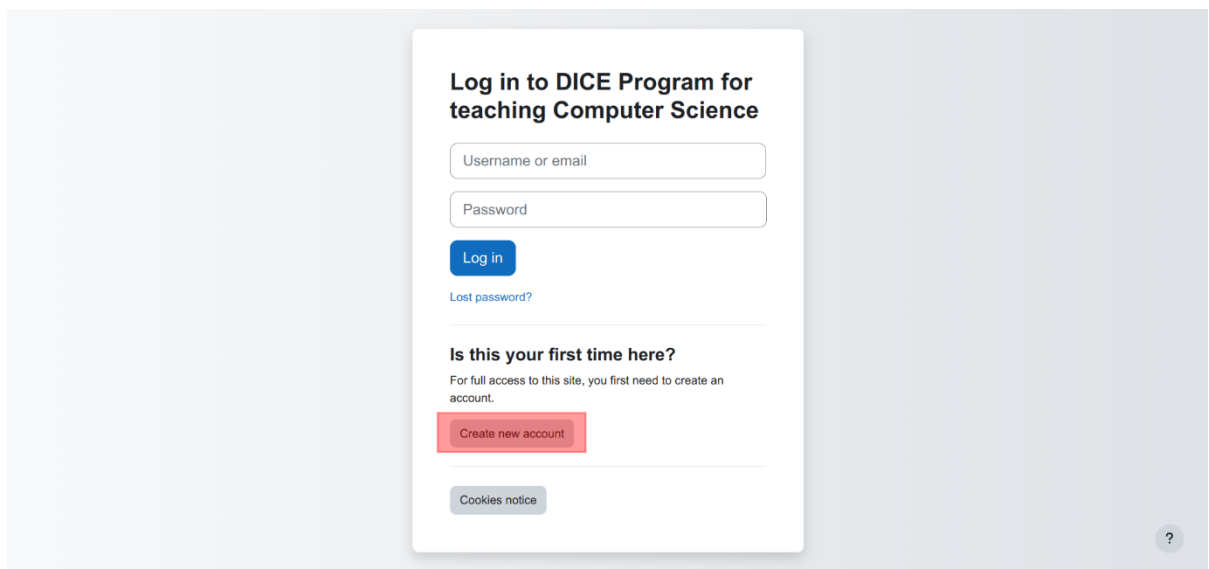 Log in to DICE Program for
teaching Computer Science
Username or email
Password
Log in
Lost password?
Is this your first time here?
For full access to this site, you first need to create an
account.
Create new account
Cookies notice
?